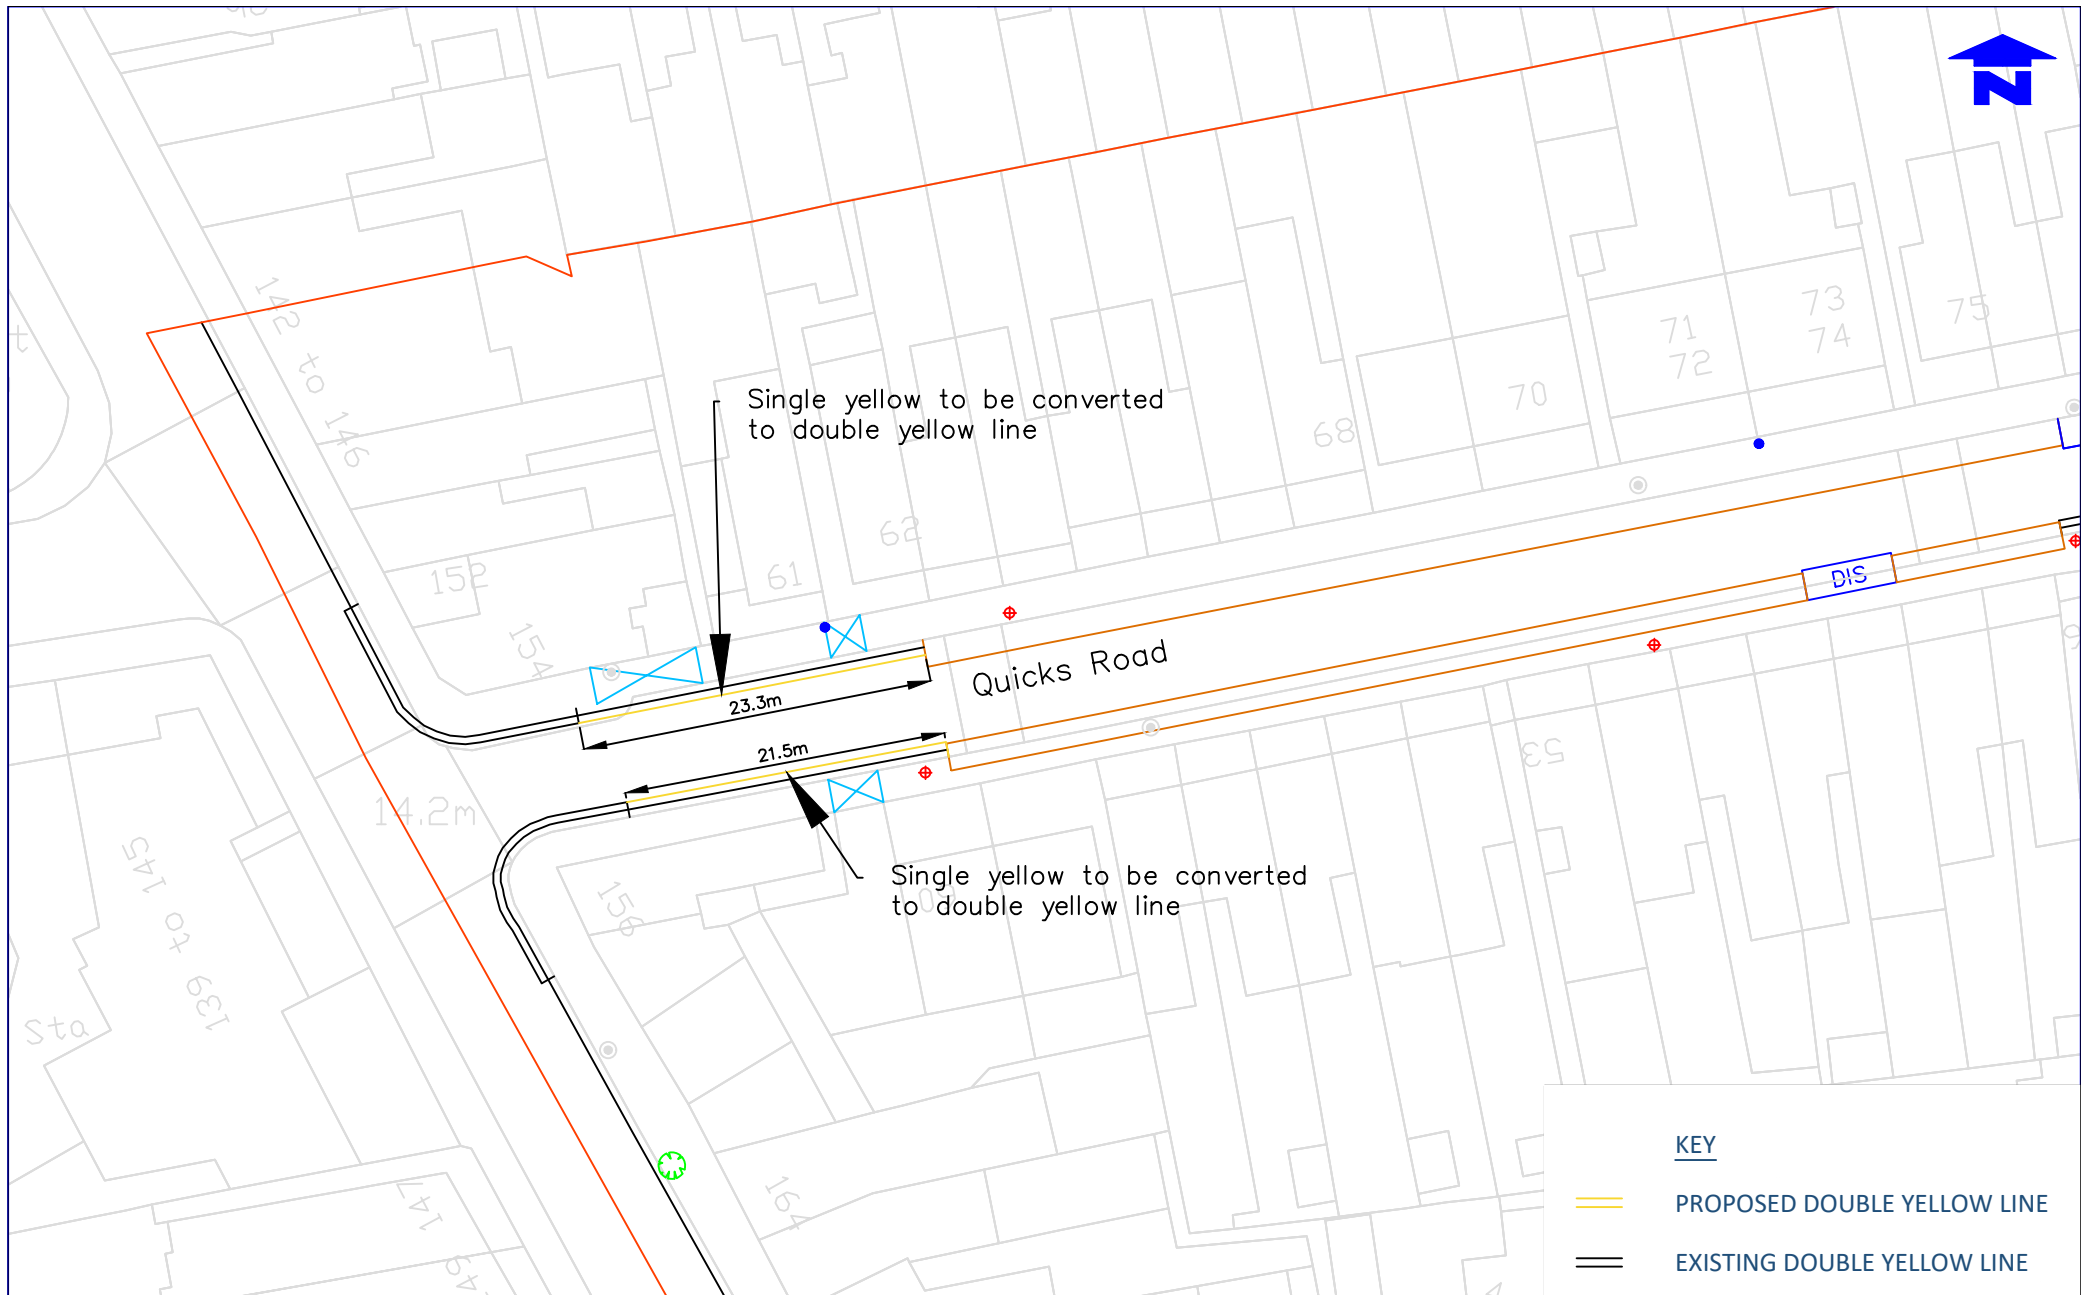 N
142 to 146
Single yellow to be converted
to double yellow line
73
74
75
71
72
70
68
62
61
152
154
DIS
Quicks Road
23.3m
21.5m
53
14.2m
145
to
139
156
60
Single yellow to be converted
to double yellow line
Sta
164
147
149
KEY
PROPOSED DOUBLE YELLOW LINE
EXISTING DOUBLE YELLOW LINE